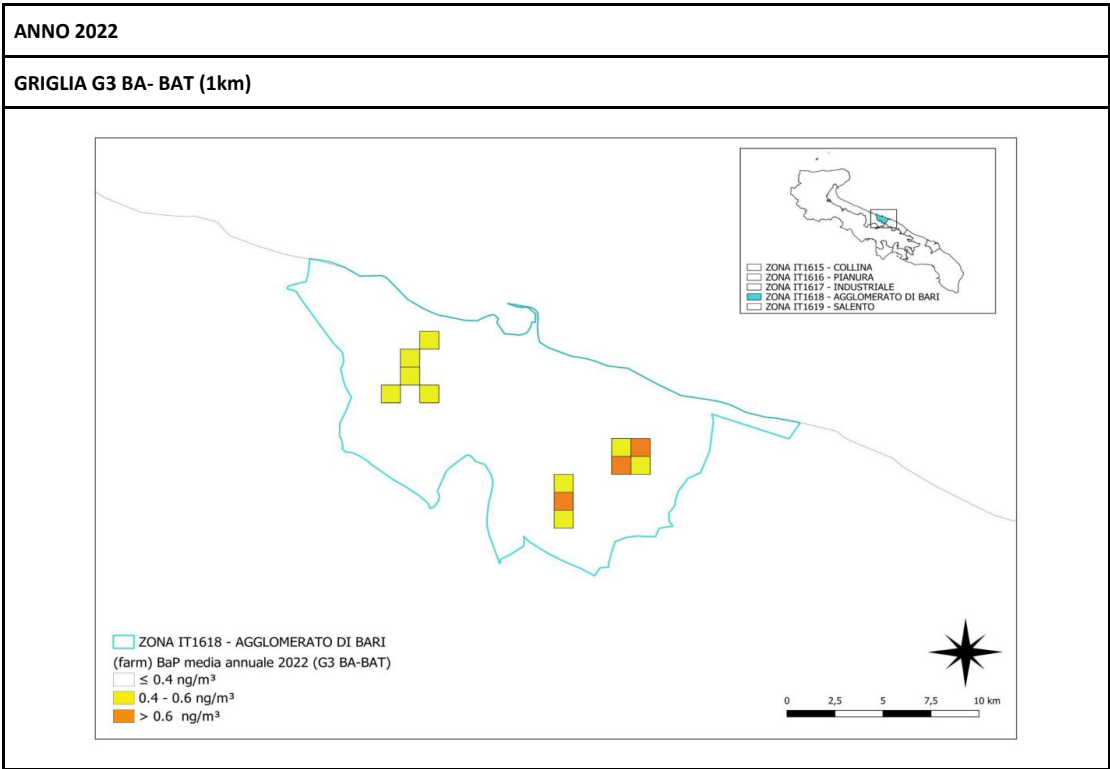 ANNO 2022
GRIGLIA G3 BA- BAT (1km)
ZONA IT1615 - COLLINA
ZONA IT1616 - PIANURA
ZONA IT1617 - INDUSTRIALE
ZONA IT1618 - AGGLOMERATO DI BARI
ZONA IT1619 - SALENTO
ZONA IT1618 - AGGLOMERATO DI BARI
(farm) BaP media annuale 2022 (G3 BA-BAT)
≤ 0.4 ng/m³
0.4 - 0.6 ng/m³
> 0.6 ng/m³
0 2,5 5 7,5 10 km